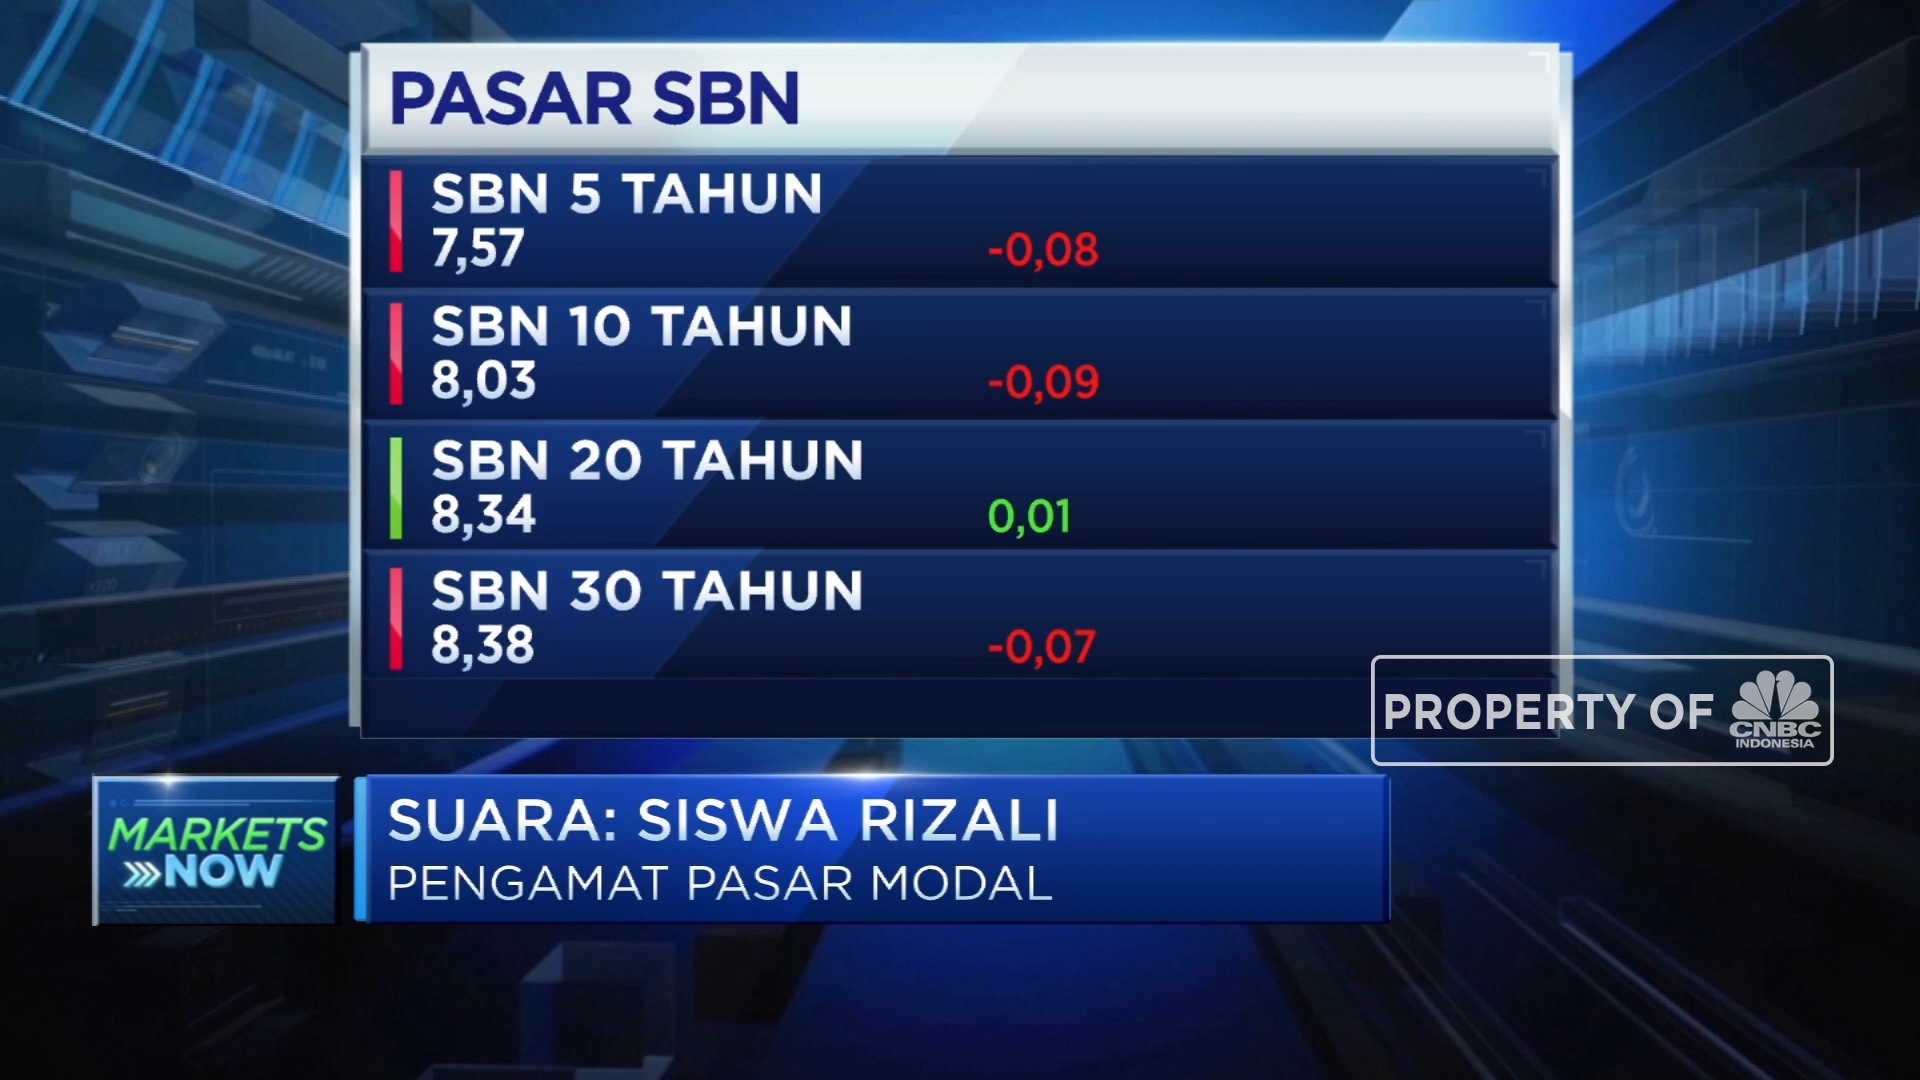 PASAR SBN
SBN 5 TAHUN
7,57 -0,08
SBN 10 TAHUN
8,03 -0,09
SBN 20 TAHUN
8,34 0,01
SBN 30 TAHUN
8,38 -0,07
PROPERTY OF CNBC INDONESIA
MARKETS
NOW
SUARA: SISWA RIZALI
PENGAMAT PASAR MODAL